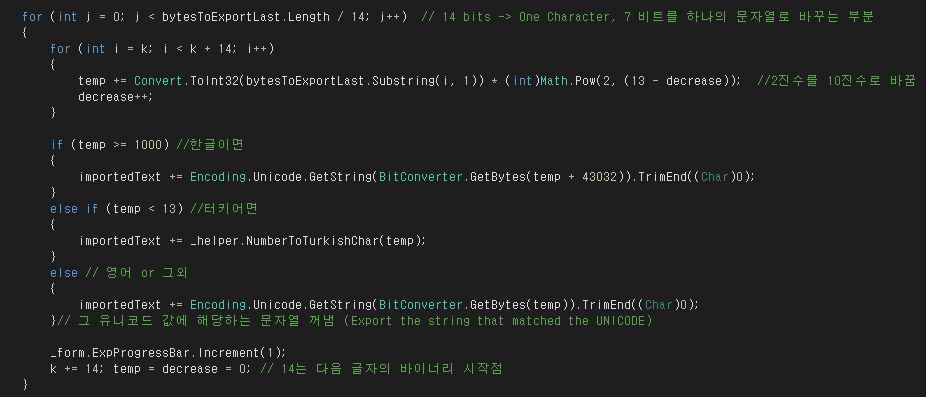 for (int j = 0; j < bytesToExportLast.Length / 14; j++)  // 14 bits -> One Character, 7 비트를 하나의 문자열로 바꾸는 부분
{
    for (int i = k; i < k + 14; i++)
    {
        temp += Convert.ToInt32(bytesToExportLast.Substring(i, 1)) * (int)Math.Pow(2, (13 - decrease));  //2진수를 10진수로 바꿈
        decrease++;
    }

    if (temp >= 1000) //한글이면
    {
        importedText += Encoding.Unicode.GetString(BitConverter.GetBytes(temp + 43032)).TrimEnd((Char)0);
    }
    else if (temp < 13) //터키어면
    {
        importedText += _helper.NumberToTurkishChar(temp);
    }
    else // 영어 or 그외
    {
        importedText += Encoding.Unicode.GetString(BitConverter.GetBytes(temp)).TrimEnd((Char)0);
    }// 그 유니코드 값에 해당하는 문자열 꺼냄 (Export the string that matched the UNICODE)

    _form.ExpProgressBar.Increment(1);
    k += 14; temp = decrease = 0; // 14는 다음 글자의 바이너리 시작점
}